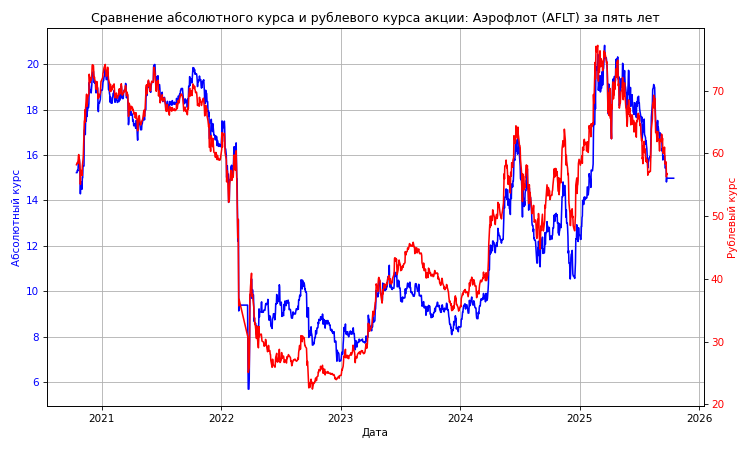 Сравнение абсолютного курса и рублевого курса акции: Аэрофлот (AFLT) за пять лет
Абсолютный курс
20
18
16
14
12
10
8
6
70
60
50
40
30
20
Рублевый курс
2021 2022 2023 2024 2025 2026
Дата